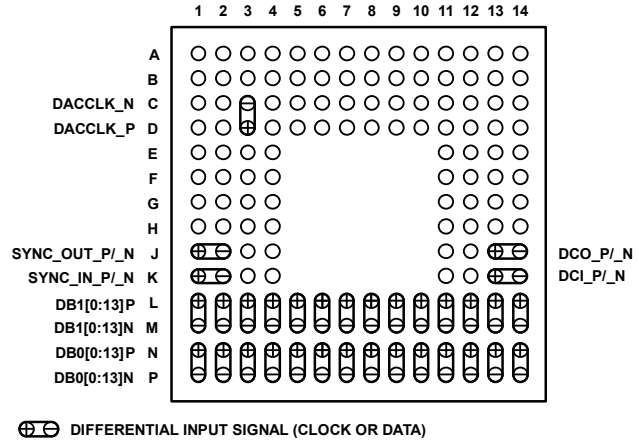 1 2 3 4 5 6 7 8 9 10 11 12 13 14
A
B
DACCLK_N C
DACCLK_P D
E
F
G
H
SYNC_OUT_P/_N J DCO_P/_N
SYNC_IN_P/_N K DCI_P/_N
DB1[0:13]P L
DB1[0:13]N M
DB0[0:13]P N
DB0[0:13]N P
DIFFERENTIAL INPUT SIGNAL (CLOCK OR DATA)